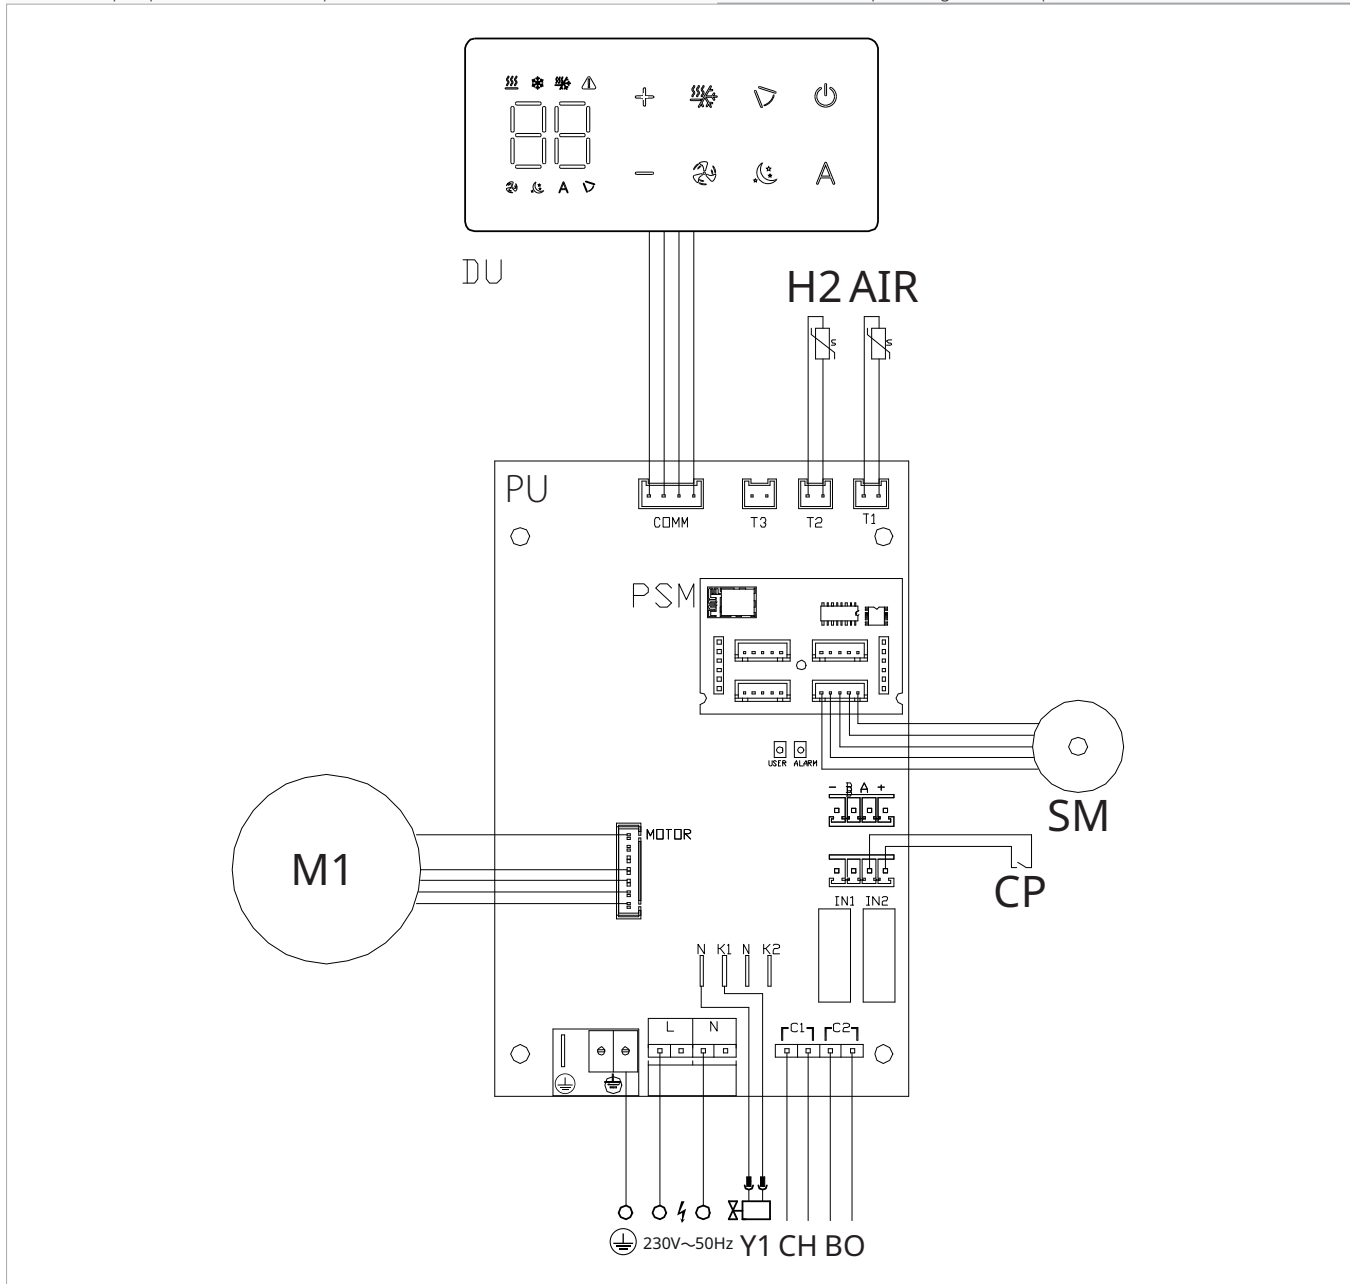 A
A
DU
H2 AIR
S S
PU
COMM T3 T2 T1
PSM
USER ALARM
- B A +
SM
MOTOR
M1
CP
IN1 IN2
N K1 N K2
L N
C1 C2
230V~50Hz Y1 CH BO